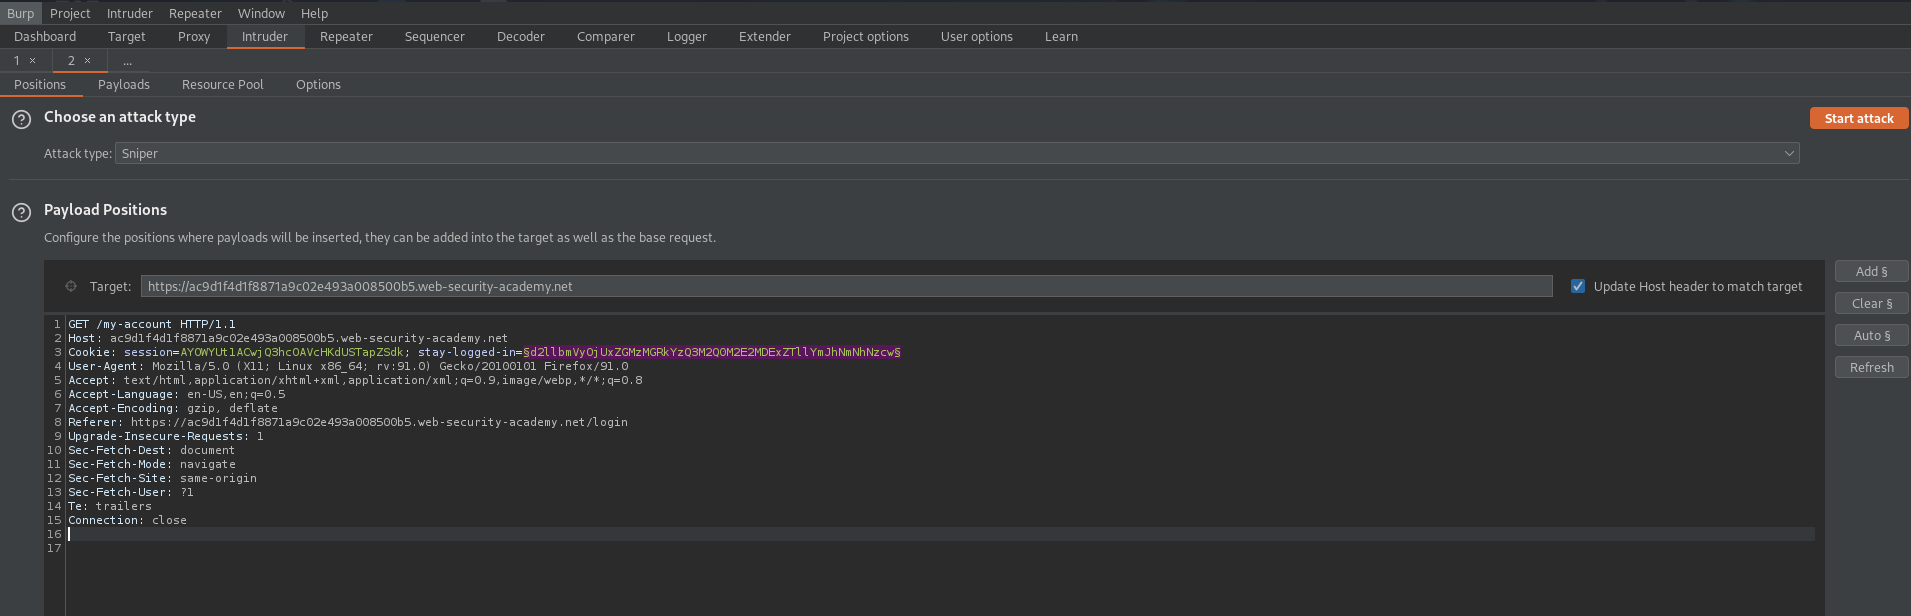 Burp Project Intruder Repeater Window Help
Dashboard Target Proxy Intruder Repeater Sequencer Decoder Comparer Logger Extender Project options User options Learn
1 × 2 × ...
Positions Payloads Resource Pool Options
? Choose an attack type Start attack
Attack type: Sniper
? Payload Positions
Configure the positions where payloads will be inserted, they can be added into the target as well as the base request.
Add §
Target: https://ac9d1f4d1f8871a9c02e493a008500b5.web-security-academy.net Update Host header to match target
Clear §
Auto §
Refresh
1 GET /my-account HTTP/1.1
2 Host: ac9d1f4d1f8871a9c02e493a008500b5.web-security-academy.net
3 Cookie: session=AYOWYUt1ACwjQ3hcOAVcHKdUSTapZSdk; stay-logged-in=§d2llbmVyOjUxZGMzMGRkYzQ3M2Q0M2E2MDExZTllYmJhNmNhNzcw§
4 User-Agent: Mozilla/5.0 (X11; Linux x86_64; rv:91.0) Gecko/20100101 Firefox/91.0
5 Accept: text/html,application/xhtml+xml,application/xml;q=0.9,image/webp,*/*;q=0.8
6 Accept-Language: en-US,en;q=0.5
7 Accept-Encoding: gzip, deflate
8 Referer: https://ac9d1f4d1f8871a9c02e493a008500b5.web-security-academy.net/login
9 Upgrade-Insecure-Requests: 1
10 Sec-Fetch-Dest: document
11 Sec-Fetch-Mode: navigate
12 Sec-Fetch-Site: same-origin
13 Sec-Fetch-User: ?1
14 Te: trailers
15 Connection: close
16
17